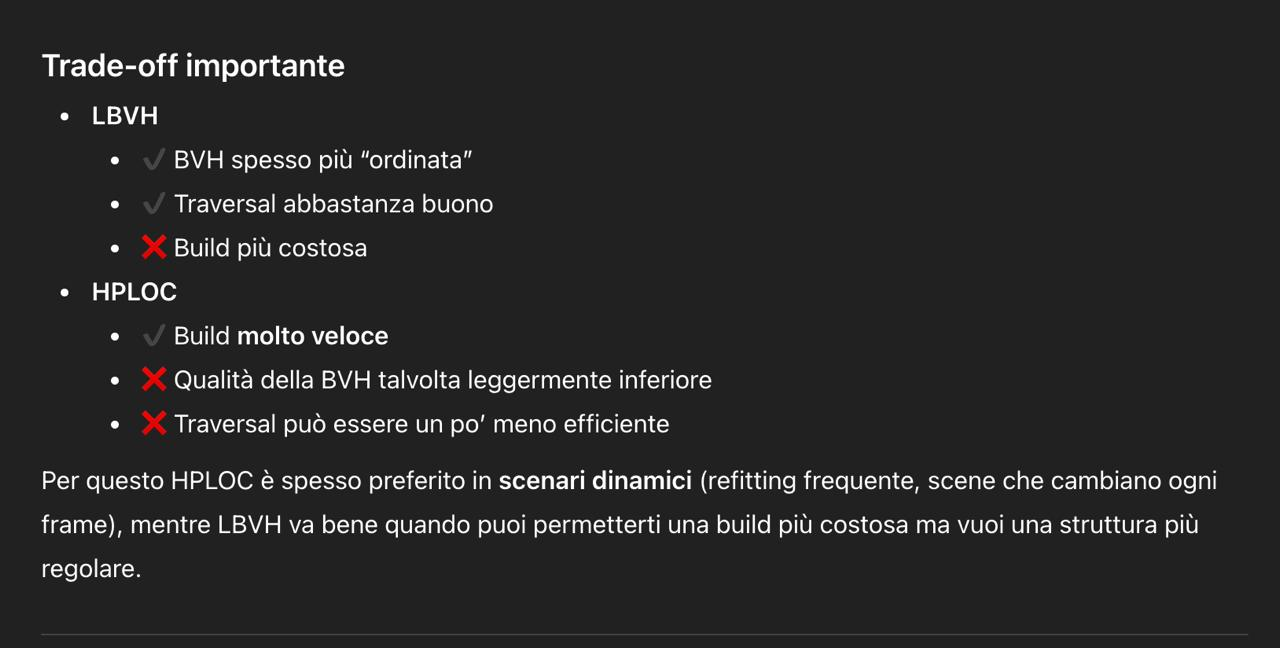 Trade-off importante
• LBVH
• ✔ BVH spesso più “ordinata”
• ✔ Traversal abbastanza buono
• ❌ Build più costosa
• HPLOC
• ✔ Build molto veloce
• ❌ Qualità della BVH talvolta leggermente inferiore
• ❌ Traversal può essere un po’ meno efficiente
Per questo HPLOC è spesso preferito in scenari dinamici (refitting frequente, scene che cambiano ogni
frame), mentre LBVH va bene quando puoi permetterti una build più costosa ma vuoi una struttura più
regolare.